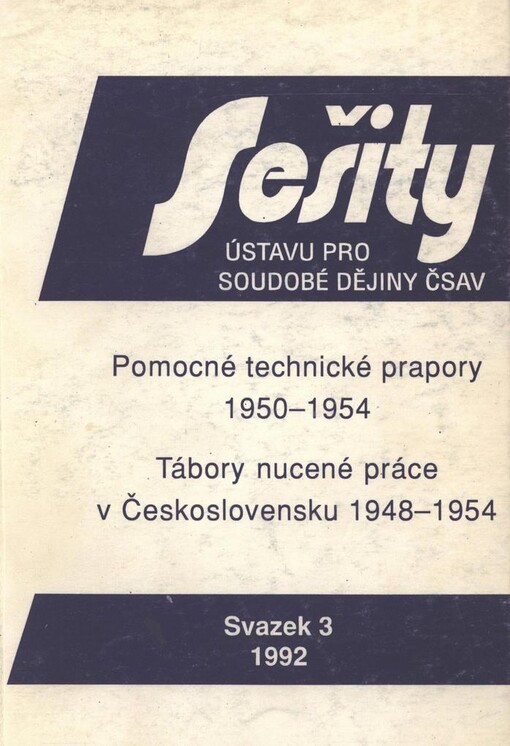 Sešity
ÚSTAVU PRO
SOUDOBÉ DĚJINY ČSAV
Pomocné technické prapory
1950–1954
Tábory nucené práce
v Československu 1948–1954
Svazek 3
1992